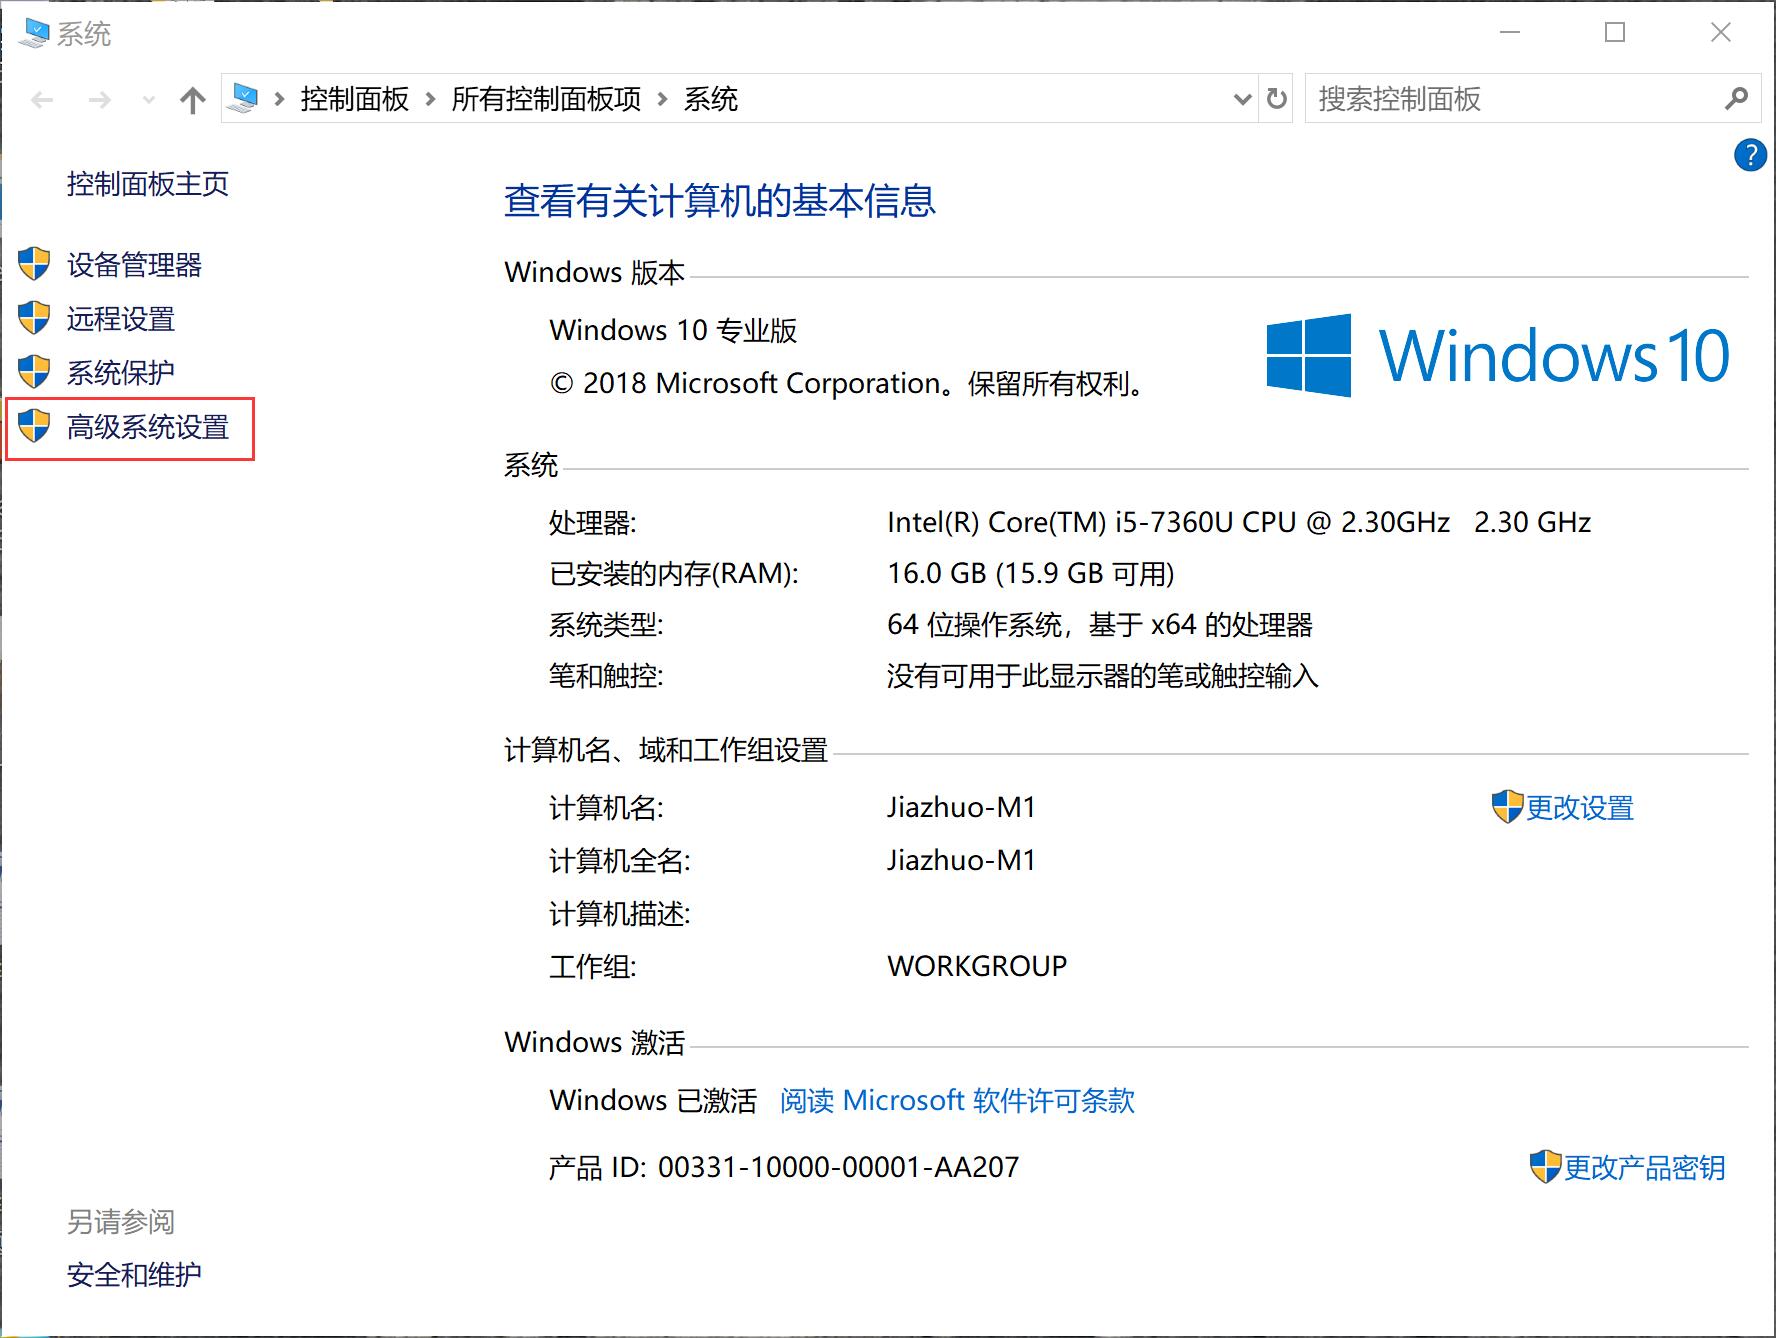 系统
控制面板 所有控制面板项 系统
搜索控制面板
?
控制面板主页
设备管理器
远程设置
系统保护
高级系统设置
查看有关计算机的基本信息
Windows 版本
Windows 10 专业版
© 2018 Microsoft Corporation。保留所有权利。
Windows 10
系统
处理器: Intel(R) Core(TM) i5-7360U CPU @ 2.30GHz 2.30 GHz
已安装的内存(RAM): 16.0 GB (15.9 GB 可用)
系统类型: 64 位操作系统，基于 x64 的处理器
笔和触控: 没有可用于此显示器的笔或触控输入
计算机名、域和工作组设置
计算机名: Jiazhuo-M1 更改设置
计算机全名: Jiazhuo-M1
计算机描述:
工作组: WORKGROUP
Windows 激活
Windows 已激活 阅读 Microsoft 软件许可条款
产品 ID: 00331-10000-00001-AA207 更改产品密钥
另请参阅
安全和维护